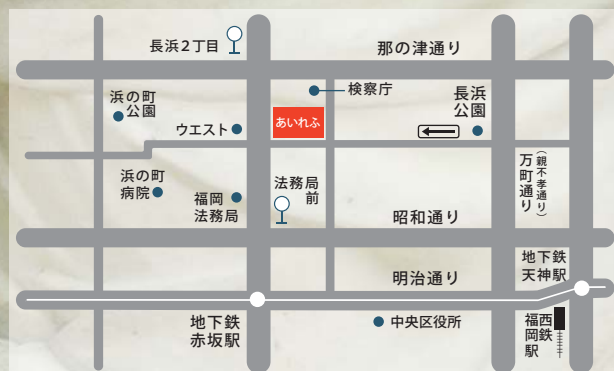 長浜2丁目
那の津通り
検察庁
長浜
公園
浜の町
公園
ウエスト
あいれふ
浜の町
病院
福岡
法務局
法務局
前
万町通り
(親不孝通り)
昭和通り
明治通り
地下鉄
天神駅
地下鉄
赤坂駅
中央区役所
西鉄
福岡駅